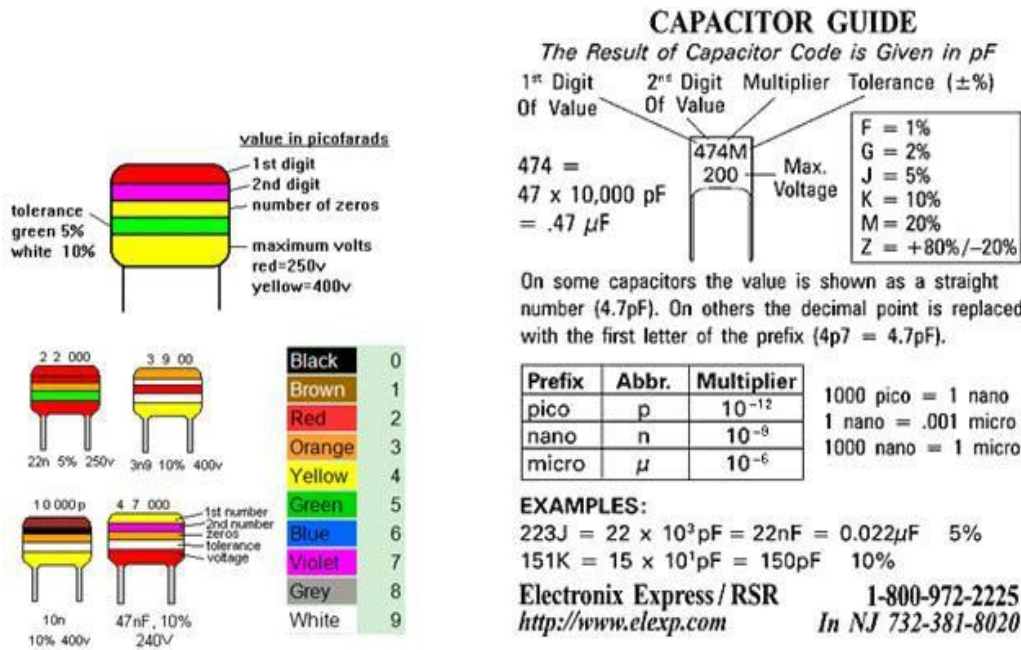 value in picofarads
1st digit
2nd digit
number of zeros
tolerance
green 5%
white 10%
maximum volts
red=250v
yellow=400v
2 2 000
22n 5% 250v
3 9 00
3n9 10% 400v
10 000 p
10n
10% 400v
4 7 000
1st number
2nd number
zeros
tolerance
voltage
47nF, 10%
240V
Black 0
Brown 1
Red 2
Orange 3
Yellow 4
Green 5
Blue 6
Violet 7
Grey 8
White 9
CAPACITOR GUIDE
The Result of Capacitor Code is Given in pF
1st Digit Of Value
2nd Digit Of Value
Multiplier
Tolerance (±%)
474M
200
Max. Voltage
474 =
47 x 10,000 pF
= .47 μF
F = 1%
G = 2%
J = 5%
K = 10%
M = 20%
Z = +80%/−20%
On some capacitors the value is shown as a straight
number (4.7pF). On others the decimal point is replaced
with the first letter of the prefix (4p7 = 4.7pF).
Prefix Abbr. Multiplier
pico p 10⁻¹²
nano n 10⁻⁹
micro μ 10⁻⁶
1000 pico = 1 nano
1 nano = .001 micro
1000 nano = 1 micro
EXAMPLES:
223J = 22 x 10³pF = 22nF = 0.022μF 5%
151K = 15 x 10¹pF = 150pF 10%
Electronix Express/RSR 1-800-972-2225
http://www.elexp.com In NJ 732-381-8020